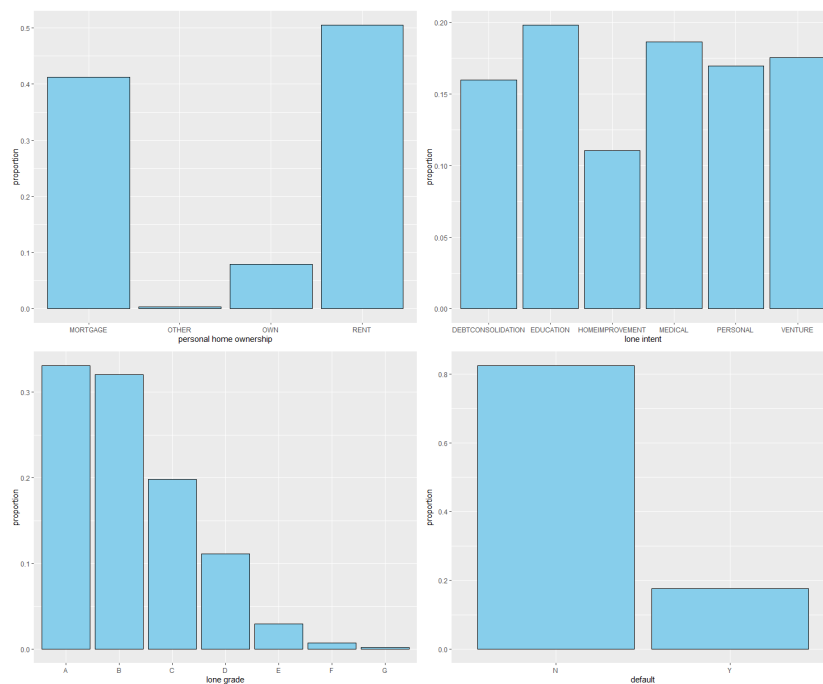 0.5
0.4
0.3
0.2
0.1
0.0
proportion
MORTGAGE OTHER OWN RENT
personal home ownership
0.20
0.15
0.10
0.05
0.00
proportion
DEBTCONSOLIDATION EDUCATION HOMEIMPROVEMENT MEDICAL PERSONAL VENTURE
lone intent
0.3
0.2
0.1
0.0
proportion
A B C D E F G
lone grade
0.8
0.6
0.4
0.2
0.0
proportion
N Y
default